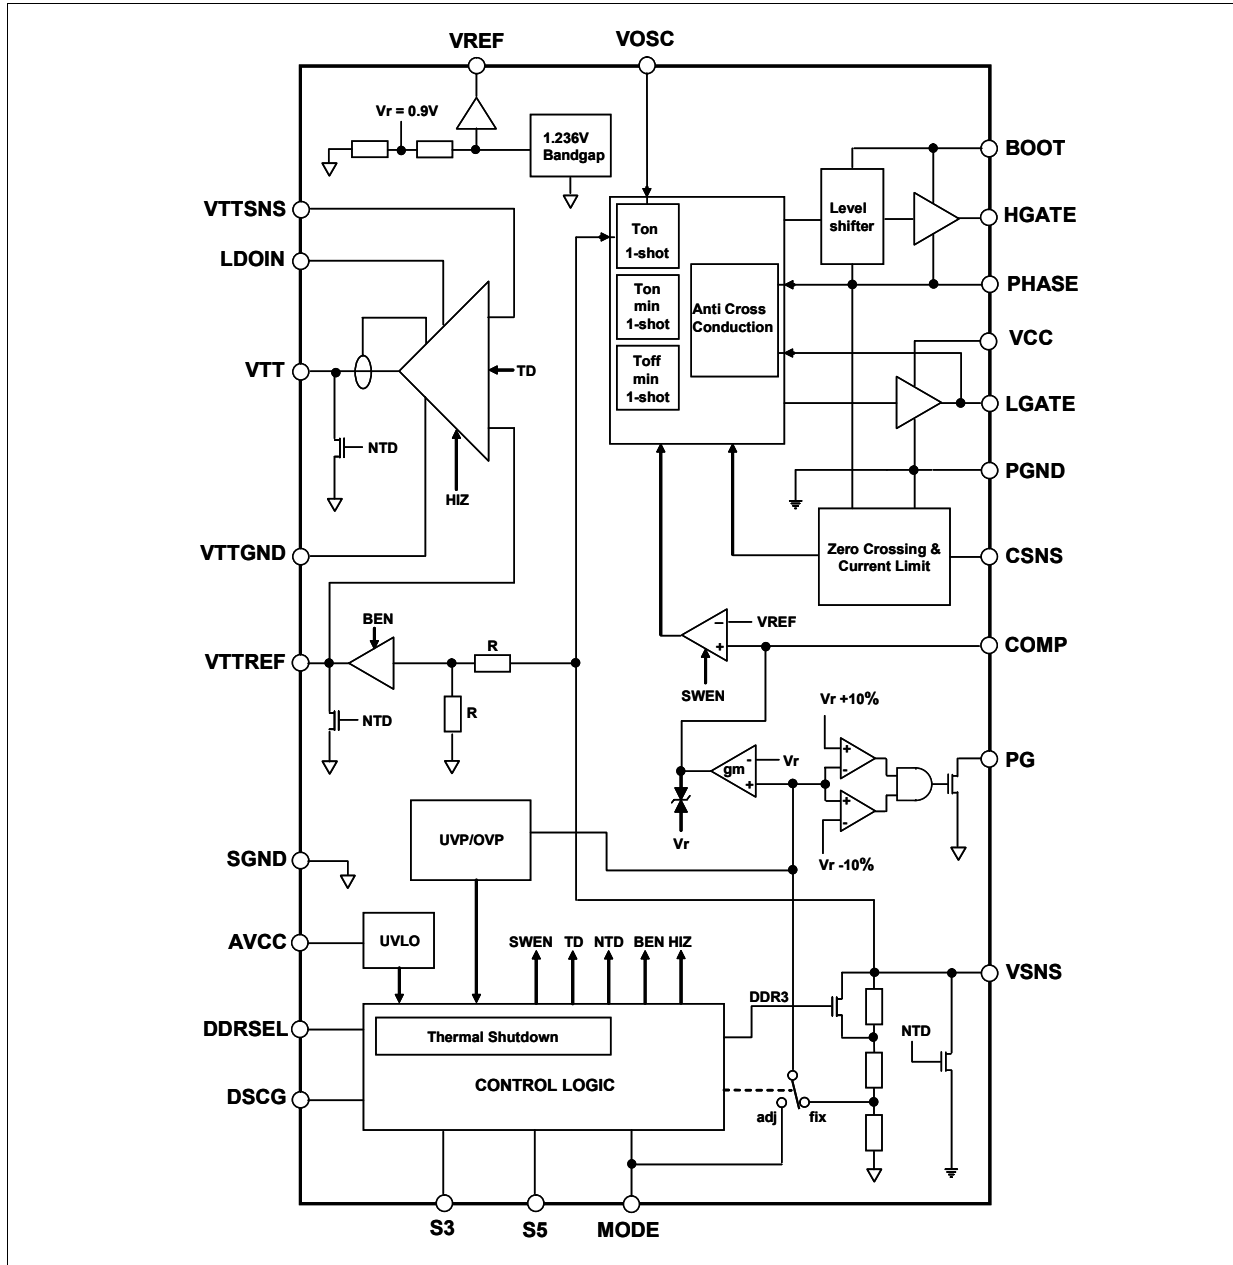 VREF
VOSC
Vr = 0.9V
1.236V
Bandgap
BOOT
VTTSNS
Level
shifter
HGATE
Ton
1-shot
LDOIN
PHASE
Ton
min
1-shot
Anti Cross
Conduction
VCC
VTT
TD
Toff
min
1-shot
LGATE
NTD
HIZ
PGND
VTTGND
Zero Crossing &
Current Limit
CSNS
BEN
−
VREF
+
COMP
VTTREF
R
SWEN
R
NTD
Vr +10%
+
-
gm
-
Vr
+
PG
+
-
Vr
Vr -10%
UVP/OVP
SGND
AVCC
UVLO
SWEN
TD
NTD
BEN
HIZ
VSNS
DDR3
DDRSEL
Thermal Shutdown
NTD
CONTROL LOGIC
DSCG
adj
fix
S3
S5
MODE